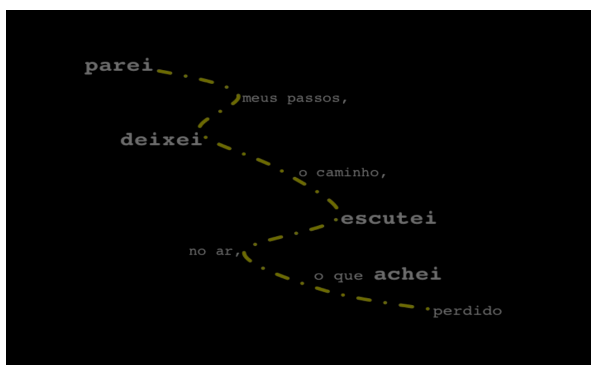 parei
meus passos,
deixei
o caminho,
escutei
no ar,
o que achei
perdido